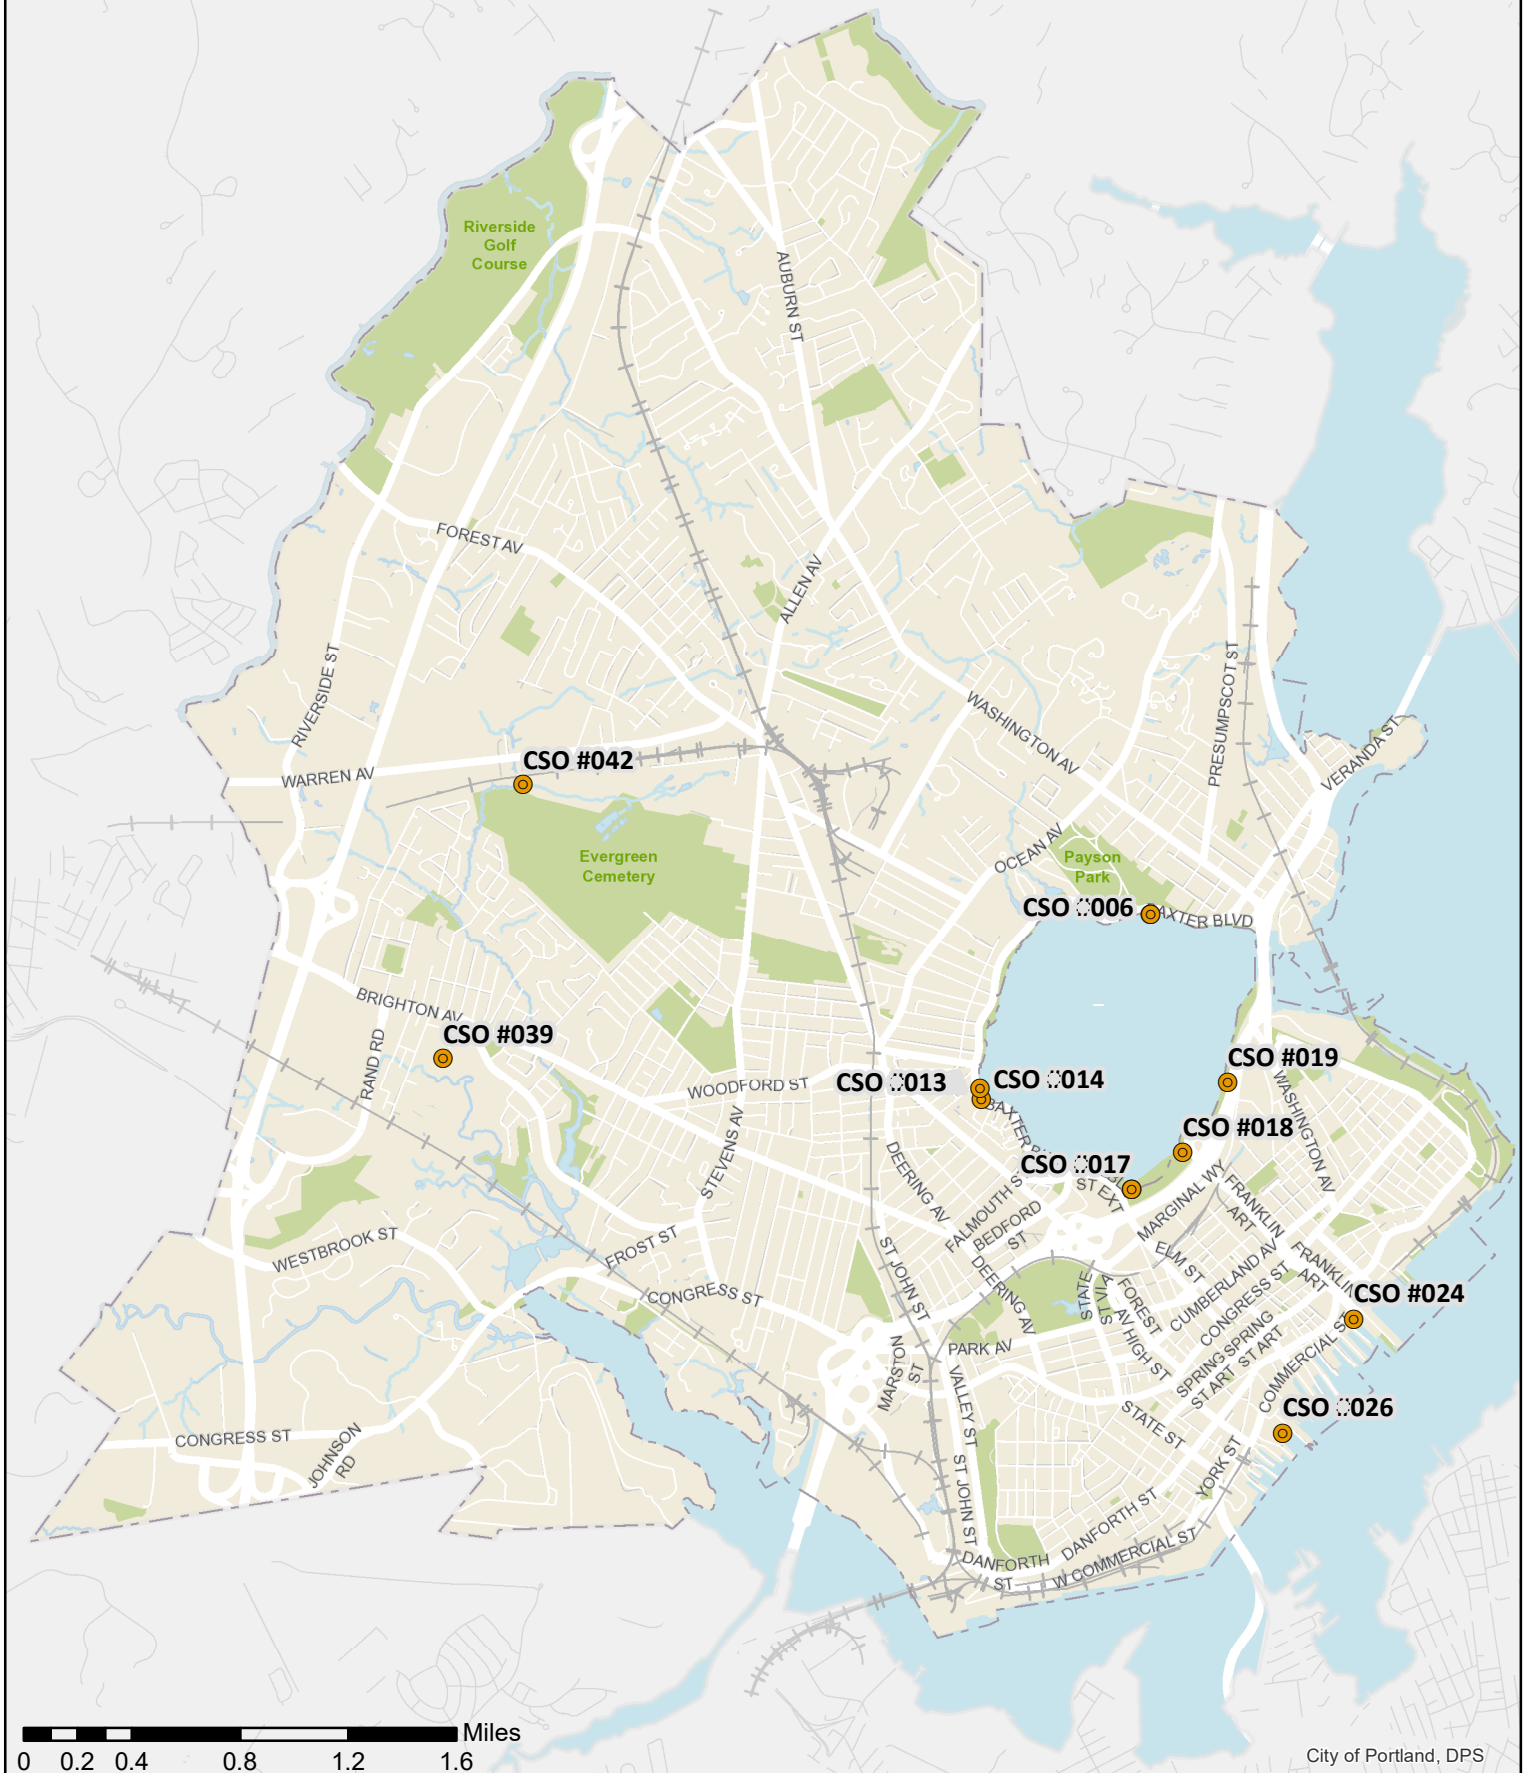 Riverside
Golf
Course
AUBURN ST
FOREST AV
ALLEN AV
RIVERSIDE ST
WASHINGTON AV
PRESUMPSCOT ST
VERANDA ST
WARREN AV
CSO #042
OCEAN AV
Evergreen
Cemetery
Payson
Park
CSO #006
AXTER BLVD
BRIGHTON AV
CSO #039
RAND RD
WOODFORD ST
CSO #013
CSO #014
CSO #019
WASHINGTON AV
BAXTER
CSO #018
CSO #017
ST EXT
STEVENS AV
DEERING AV
FALMOUTH S
BEDFORD
ST
MARGINAL WY
FRANKLIN
ART
ELM ST
CUMBERLAND AV
FRANKLIN
ART
CSO #024
WESTBROOK ST
FROST ST
CONGRESS ST
ST JOHN ST
DEERING AV
STATE
ST VIA
FOREST
AV
HIGH ST
CONGRESS ST
SPRING
ST ART
SPRING
ST ART
COMMERCIAL S
PARK AV
MARSTON
ST
VALLEY ST
STATE ST
CSO #026
CONGRESS ST
JOHNSON
RD
YORK ST
ST JOHN ST
DANFORTH ST
DANFORTH
ST
W COMMERCIAL ST
Miles
0 0.2 0.4 0.8 1.2 1.6
City of Portland, DPS